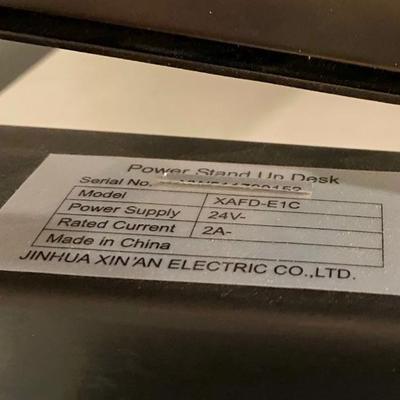 Power Stand Up Desk
Serial No.
Model XAFD-E1C
Power Supply 24V-
Rated Current 2A-
Made in China
JINHUA XIN'AN ELECTRIC CO.,LTD.